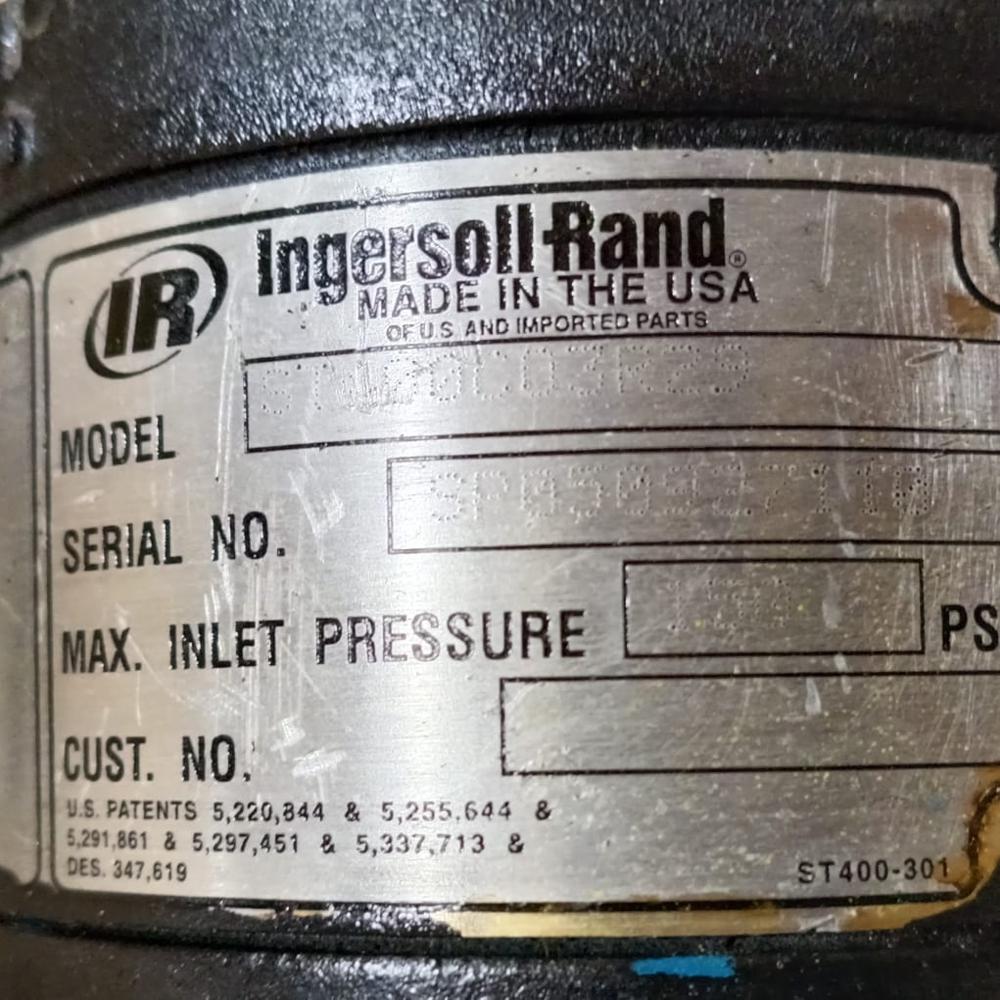 IR Ingersoll-Rand®
MADE IN THE USA
OF U.S. AND IMPORTED PARTS
MODEL
SERIAL NO.
MAX. INLET PRESSURE
CUST. NO.
U.S. PATENTS 5,220,844 & 5,255,644 &
5,291,861 & 5,297,451 & 5,337,713 &
DES. 347,619
ST400-301